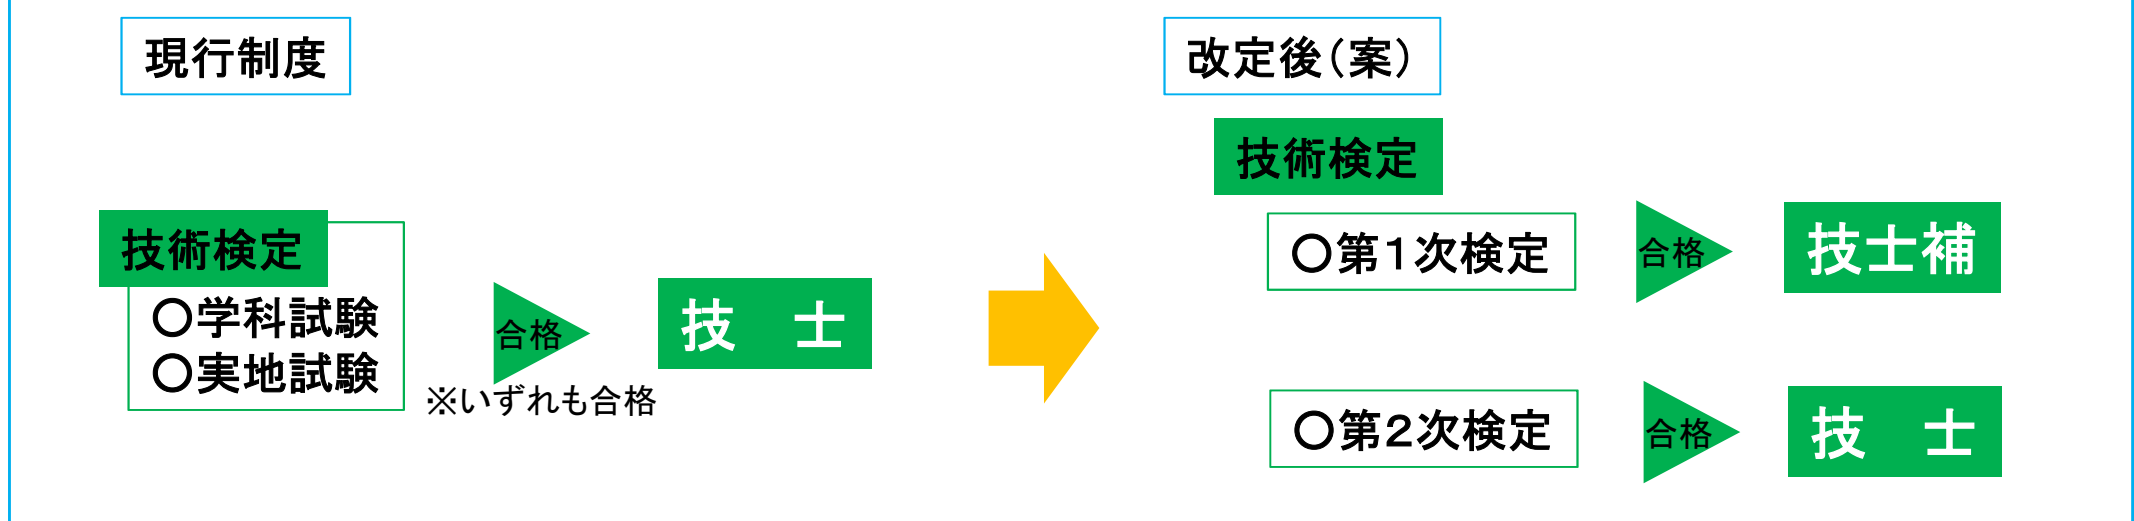 現行制度
技術検定
○学科試験
○実地試験
合格
※いずれも合格
技　士
改定後（案）
技術検定
○第１次検定
合格
技士補
○第２次検定
合格
技　士